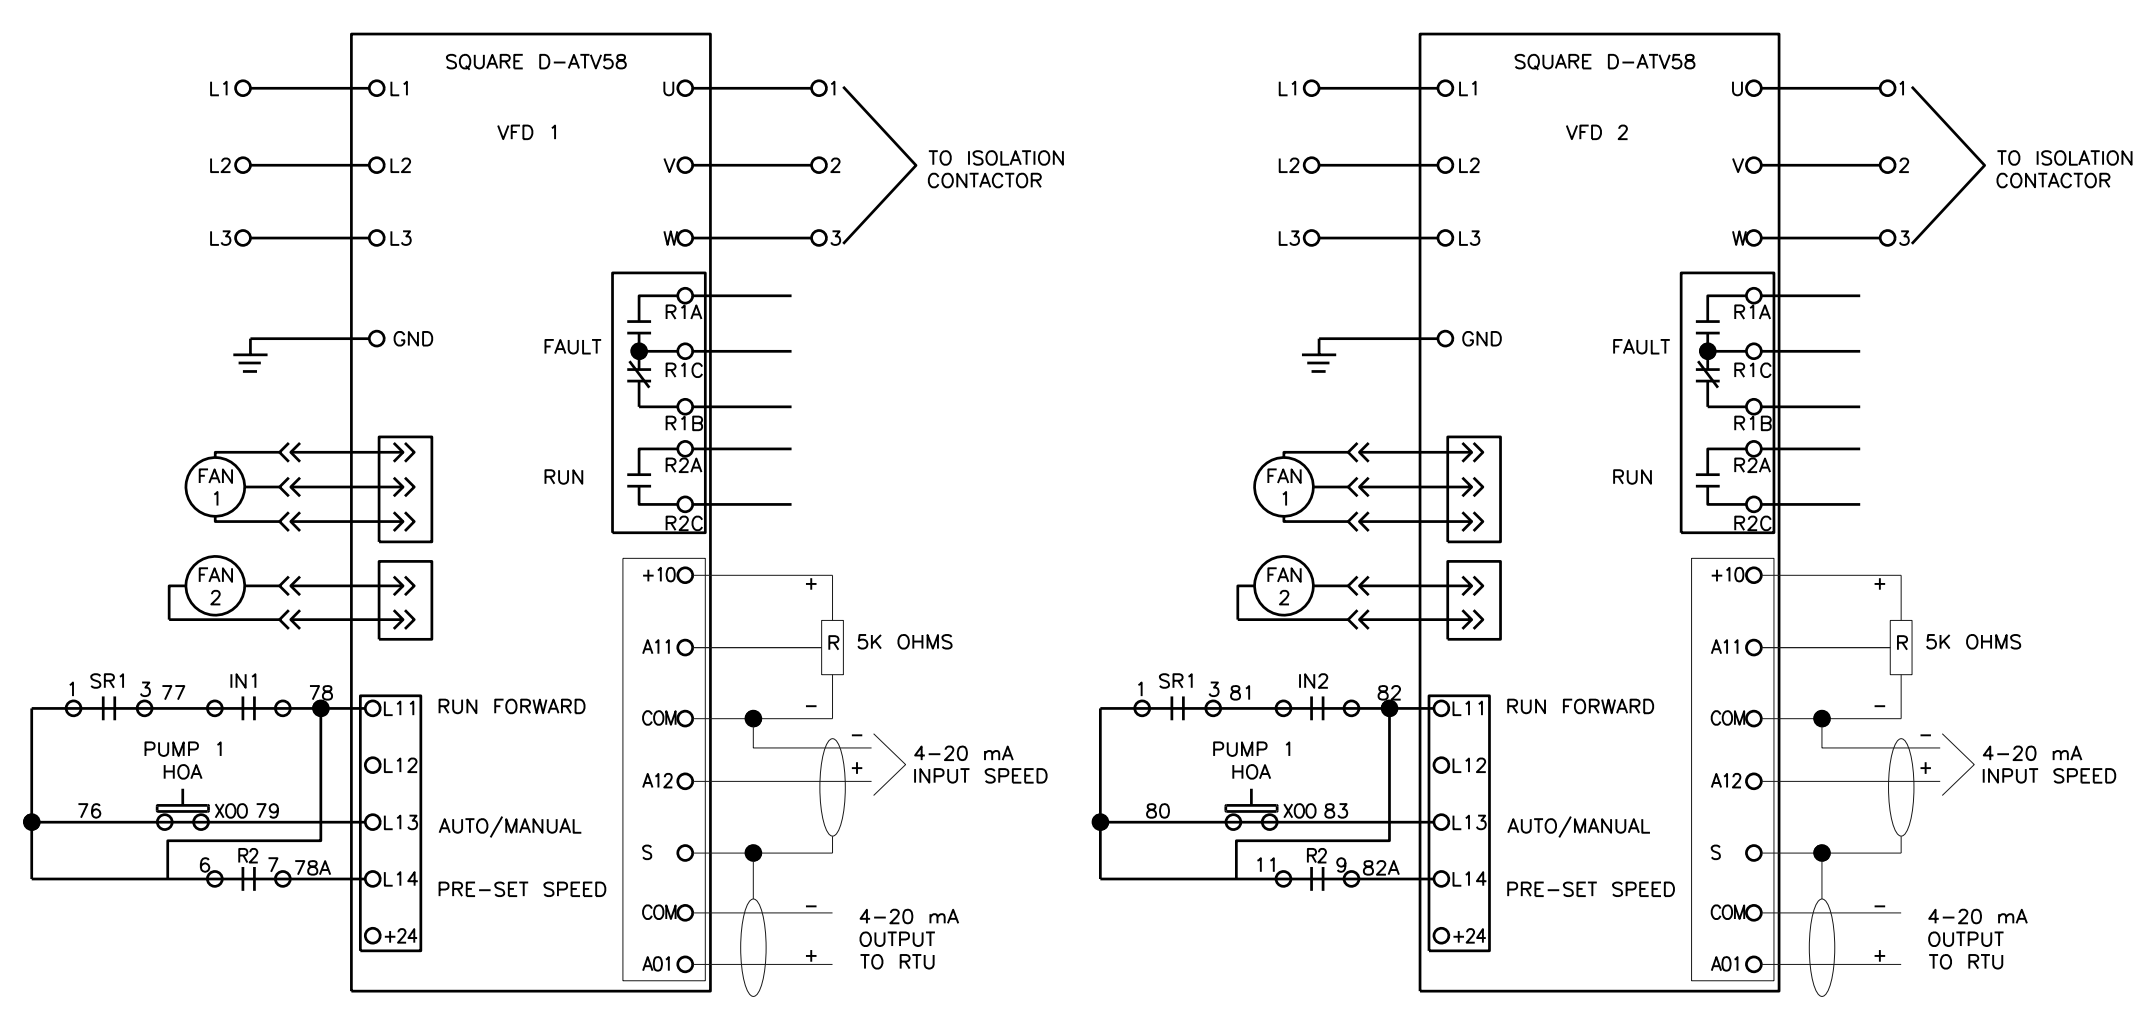 SQUARE D-ATV58
VFD 1
L1
L1
U
1
L2
L2
V
2
TO ISOLATION
CONTACTOR
L3
L3
W
3
GND
FAULT
R1A
R1C
R1B
RUN
R2A
R2C
FAN
1
FAN
2
+10
+
A11
R
5K OHMS
COM
-
-
4-20 mA
INPUT SPEED
A12
+
S
COM
-
4-20 mA
OUTPUT
TO RTU
A01
+
1
SR1
3
77
IN1
78
L11
RUN FORWARD
PUMP 1
HOA
L12
76
X00
79
L13
AUTO/MANUAL
6
R2
7
78A
L14
PRE-SET SPEED
+24
SQUARE D-ATV58
VFD 2
L1
L1
U
1
L2
L2
V
2
TO ISOLATION
CONTACTOR
L3
L3
W
3
GND
FAULT
R1A
R1C
R1B
RUN
R2A
R2C
FAN
1
FAN
2
+10
+
A11
R
5K OHMS
COM
-
-
4-20 mA
INPUT SPEED
A12
+
S
COM
-
4-20 mA
OUTPUT
TO RTU
A01
+
1
SR1
3
81
IN2
82
L11
RUN FORWARD
PUMP 1
HOA
L12
80
X00
83
L13
AUTO/MANUAL
11
R2
9
82A
L14
PRE-SET SPEED
+24